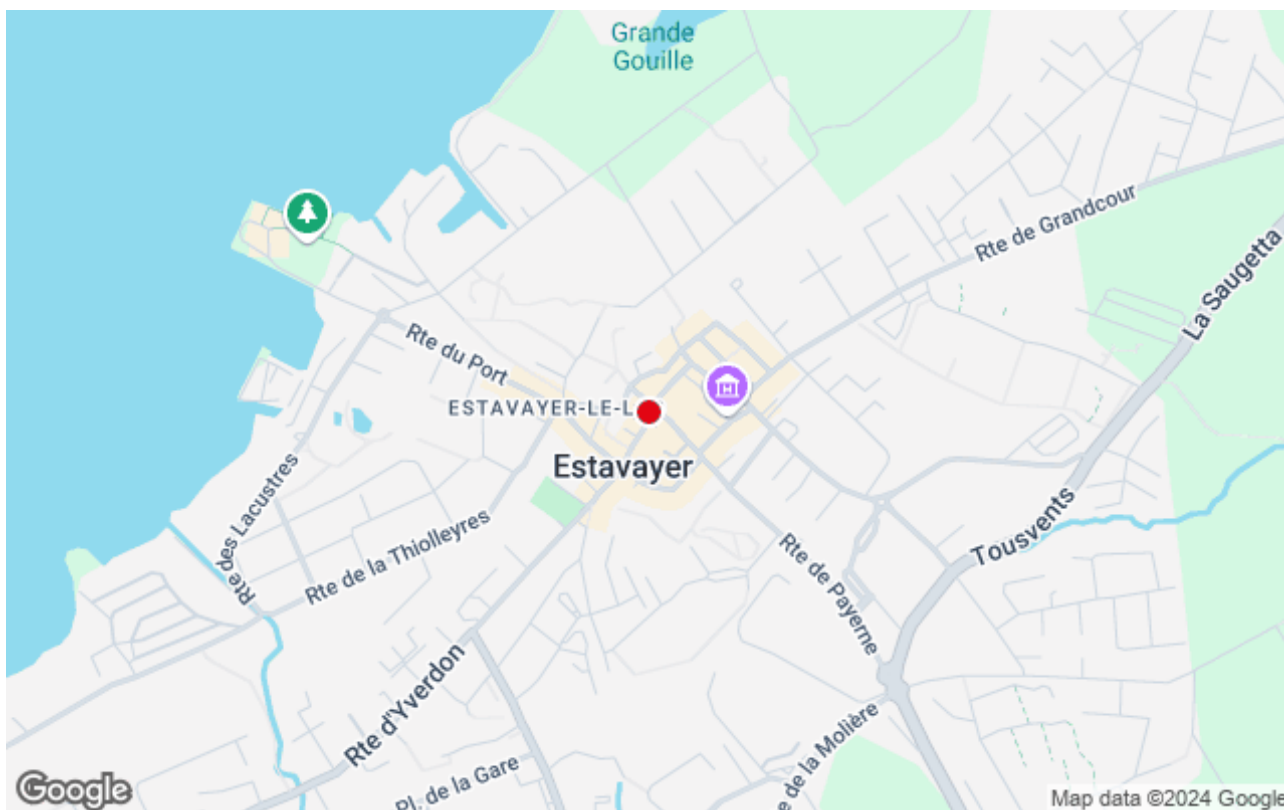 Grande
Gouille
Rte de Grandcour
La Saugetta
Rte du Port
ESTAVAYER-LE-L
Estavayer
Rte des Lacustres
Rte de la Thiolleyres
Tousvents
Rte de Payerne
Rte d'Yverdon
e de la Molière
Pl. de la Gare
Google
Map data ©2024 Google